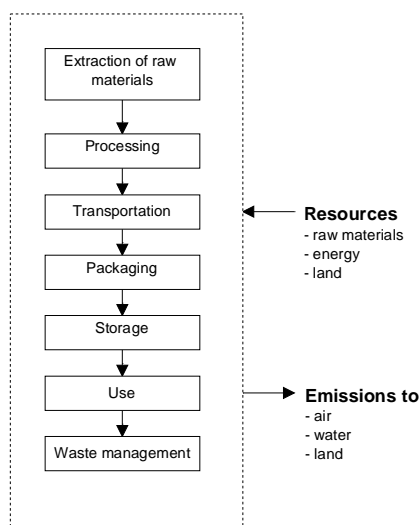 Extraction of raw
materials
Processing
Transportation
Packaging
Storage
Use
Waste management
Resources
- raw materials
- energy
- land
Emissions to
- air
- water
- land